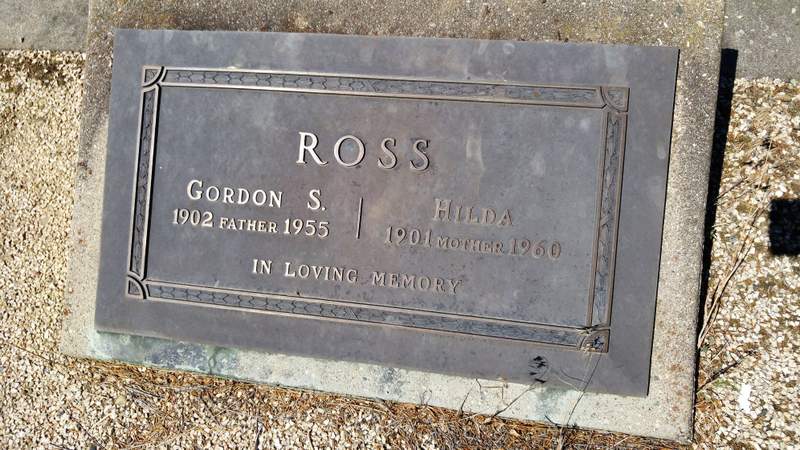 ROSS
GORDON S.
1902 FATHER 1955
HILDA
1901 MOTHER 1960
IN LOVING MEMORY